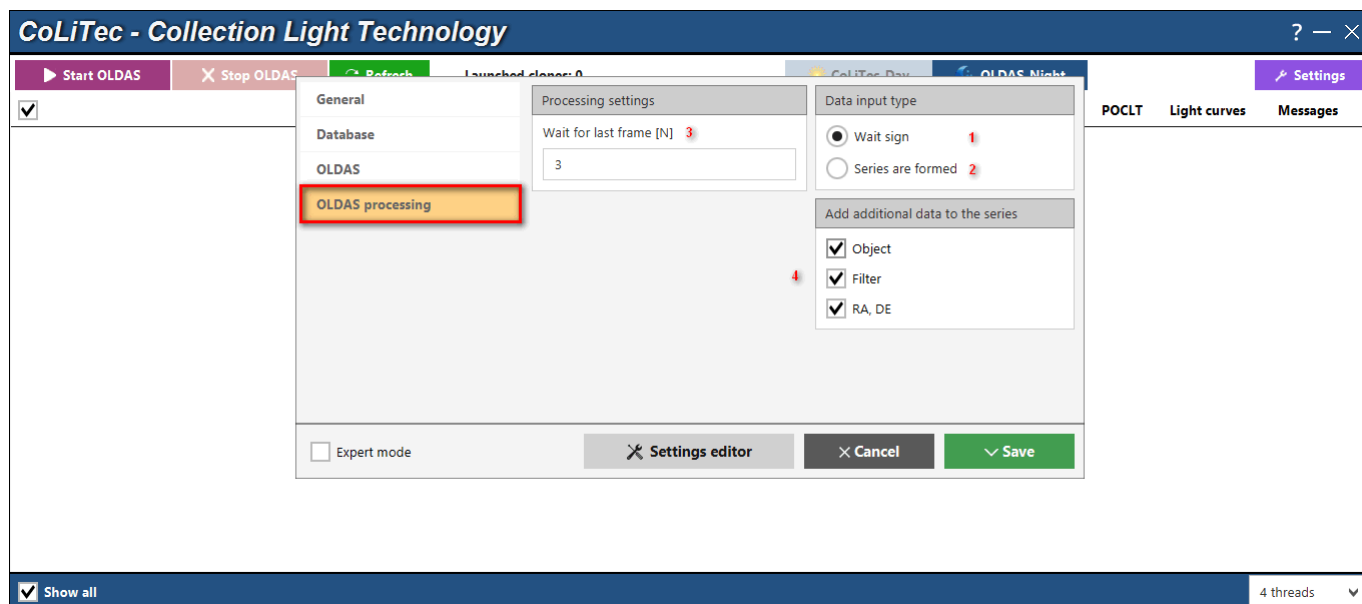 CoLiTec - Collection Light Technology
? — ×
Start OLDAS
Stop OLDAS
Refresh
Launched clones: 0
CoLiTec Day
OLDAS Night
Settings
POCLT
Light curves
Messages
General
Database
OLDAS
OLDAS processing
Processing settings
Wait for last frame [N] 3
3
Data input type
Wait sign 1
Series are formed 2
Add additional data to the series
Object
4
Filter
RA, DE
Expert mode
Settings editor
Cancel
Save
Show all
4 threads